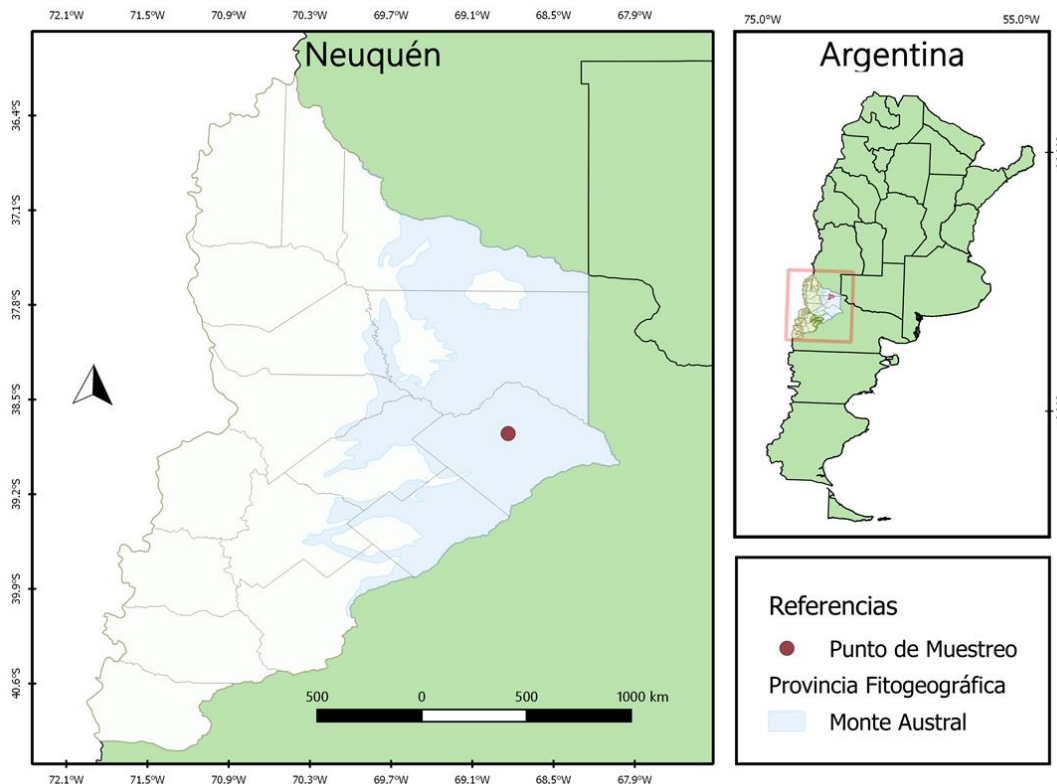 72.1°W 71.5°W 70.9°W 70.3°W 69.7°W 69.1°W 68.5°W 67.9°W
75.0°W 55.0°W
Neuquén
Argentina
36.4°S
37.1°S
37.8°S
38.5°S
39.2°S
39.9°S
40.6°S
500 0 500 1000 km
72.1°W 71.5°W 70.9°W 70.3°W 69.7°W 69.1°W 68.5°W 67.9°W
Referencias
Punto de Muestreo
Provincia Fitogeográfica
Monte Austral